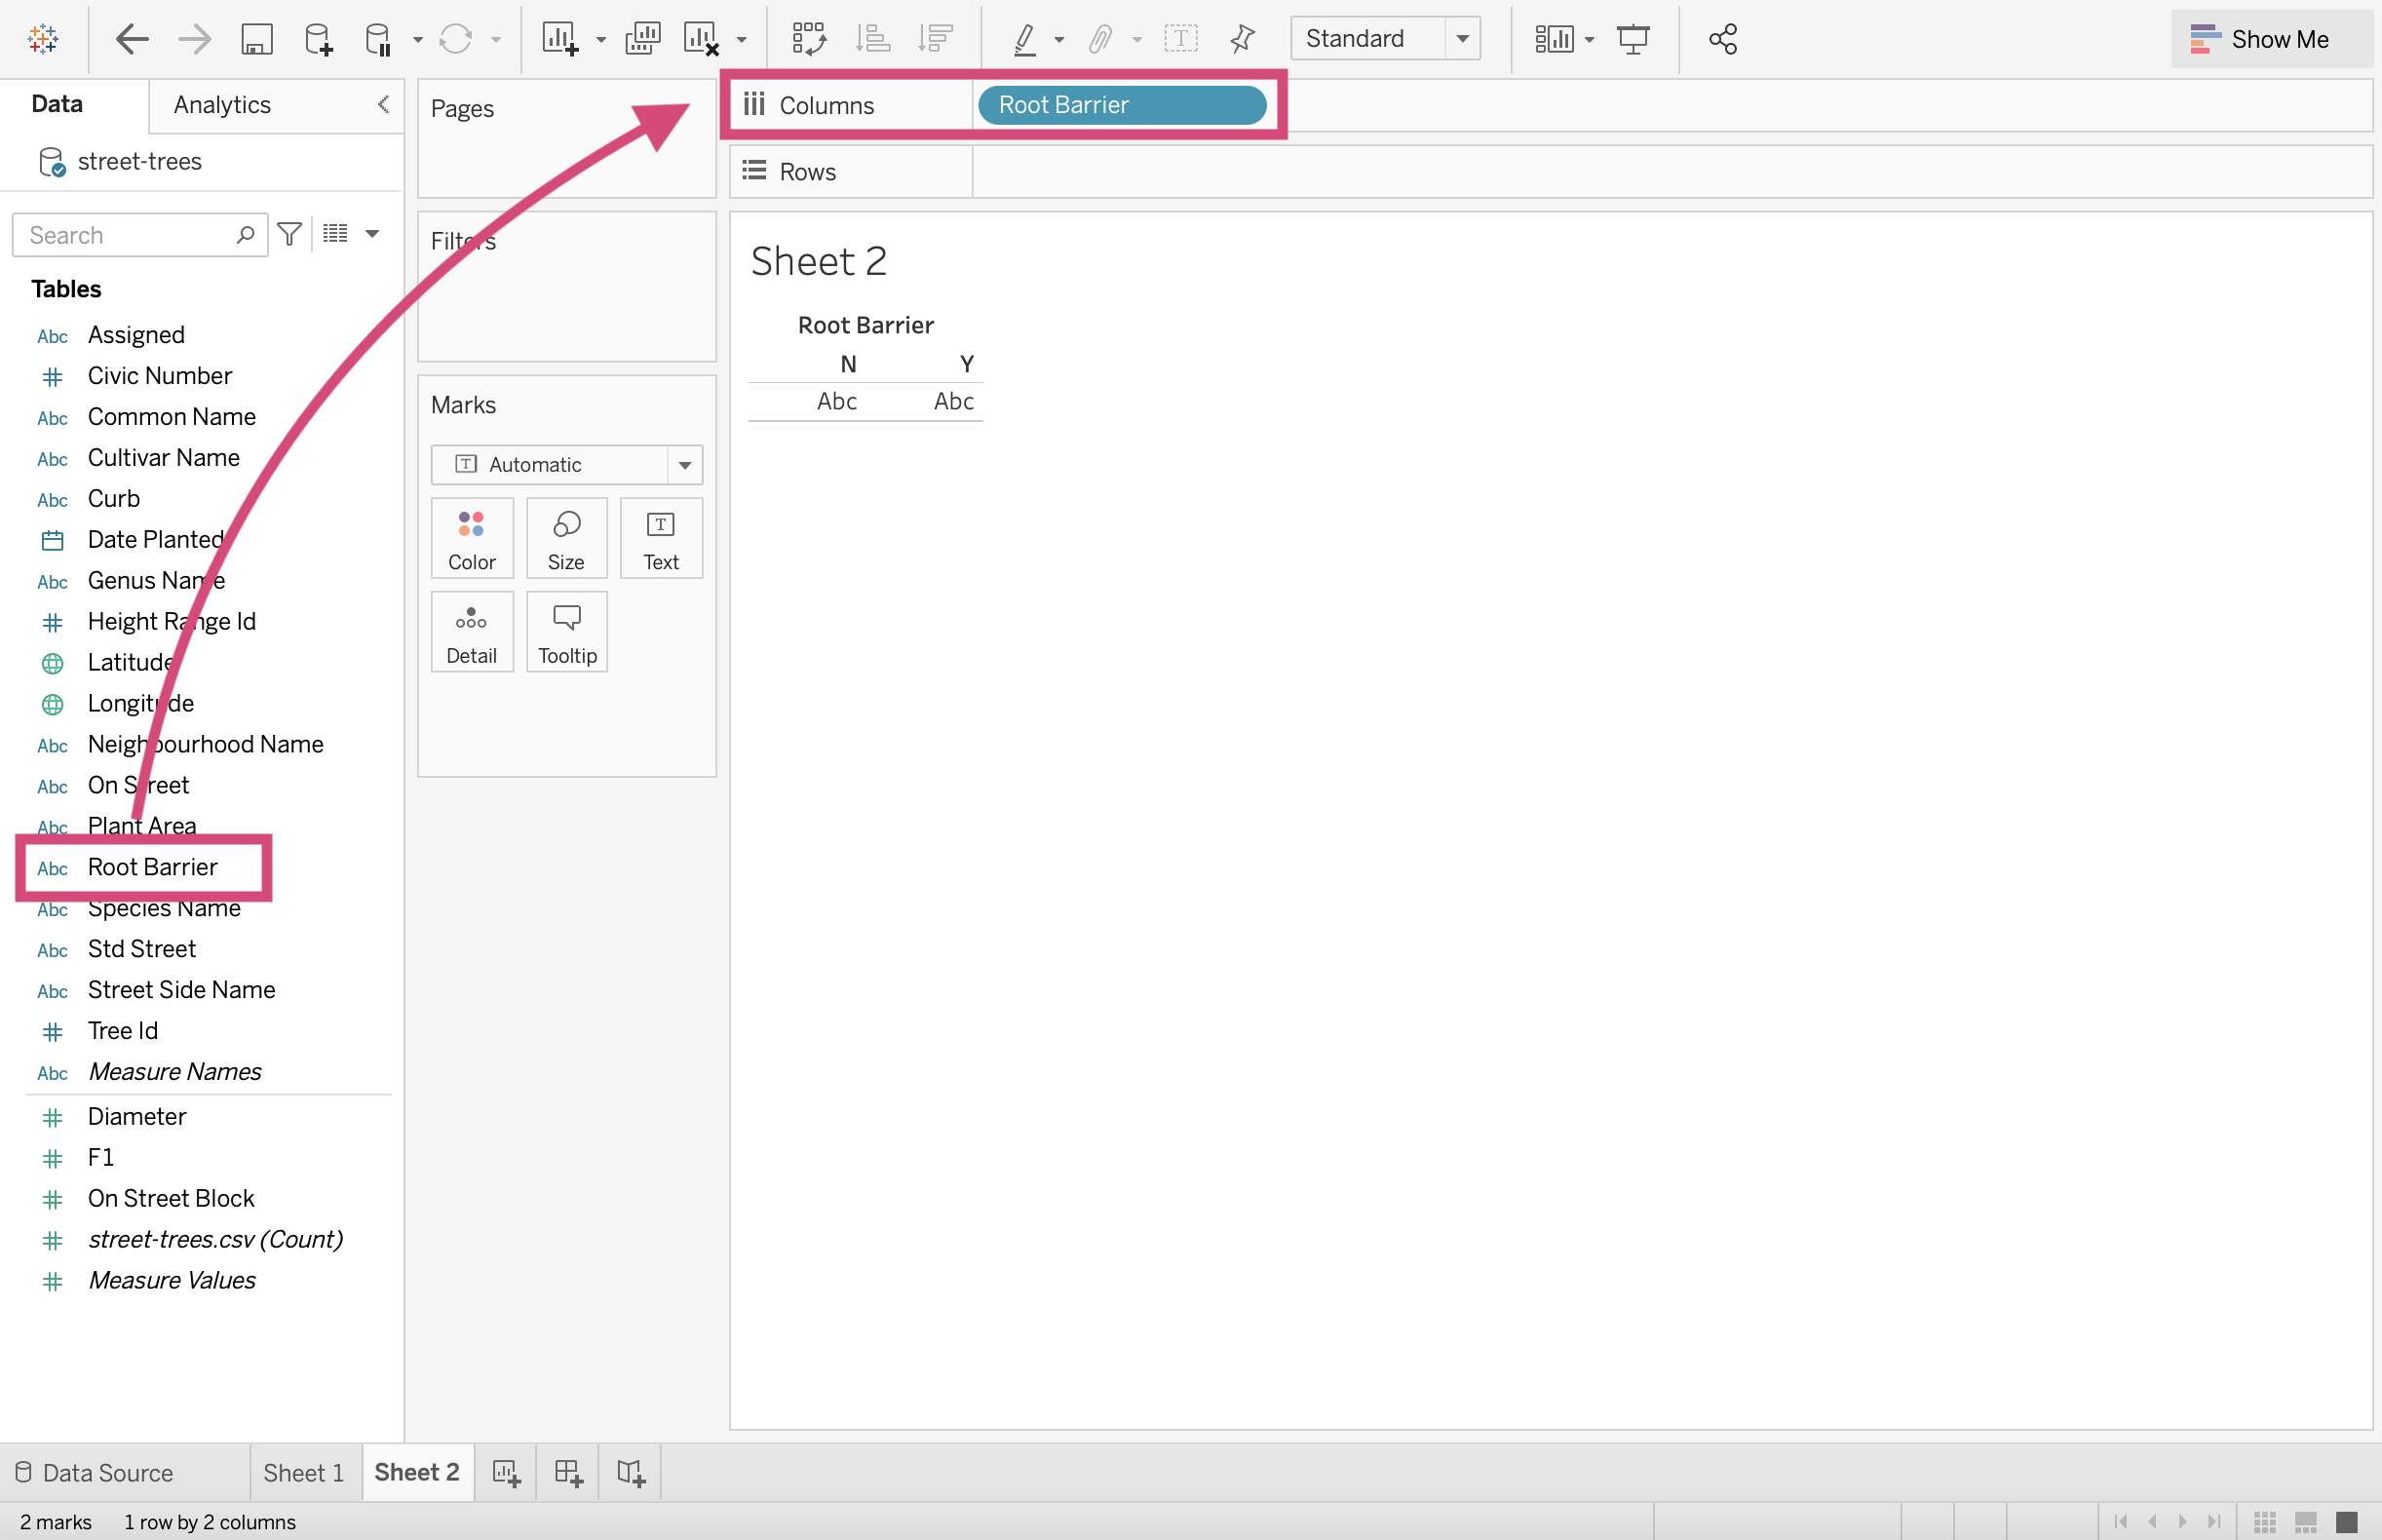 Standard
Show Me
Data
Analytics
street-trees
Search
Tables
Abc Assigned
Civic Number
Abc Common Name
Abc Cultivar Name
Abc Curb
Date Planted
Abc Genus Name
Height Range Id
Latitude
Longitude
Abc Neighbourhood Name
Abc On Street
Abc Plant Area
Abc Root Barrier
Abc Species Name
Abc Std Street
Abc Street Side Name
Tree Id
Abc Measure Names
Diameter
F1
On Street Block
street-trees.csv (Count)
Measure Values
Pages
Filters
Marks
T Automatic
Color
Size
T
Text
Detail
Tooltip
Columns
Root Barrier
Rows
Sheet 2
Root Barrier
N Y
Abc Abc
Data Source
Sheet 1
Sheet 2
2 marks 1 row by 2 columns